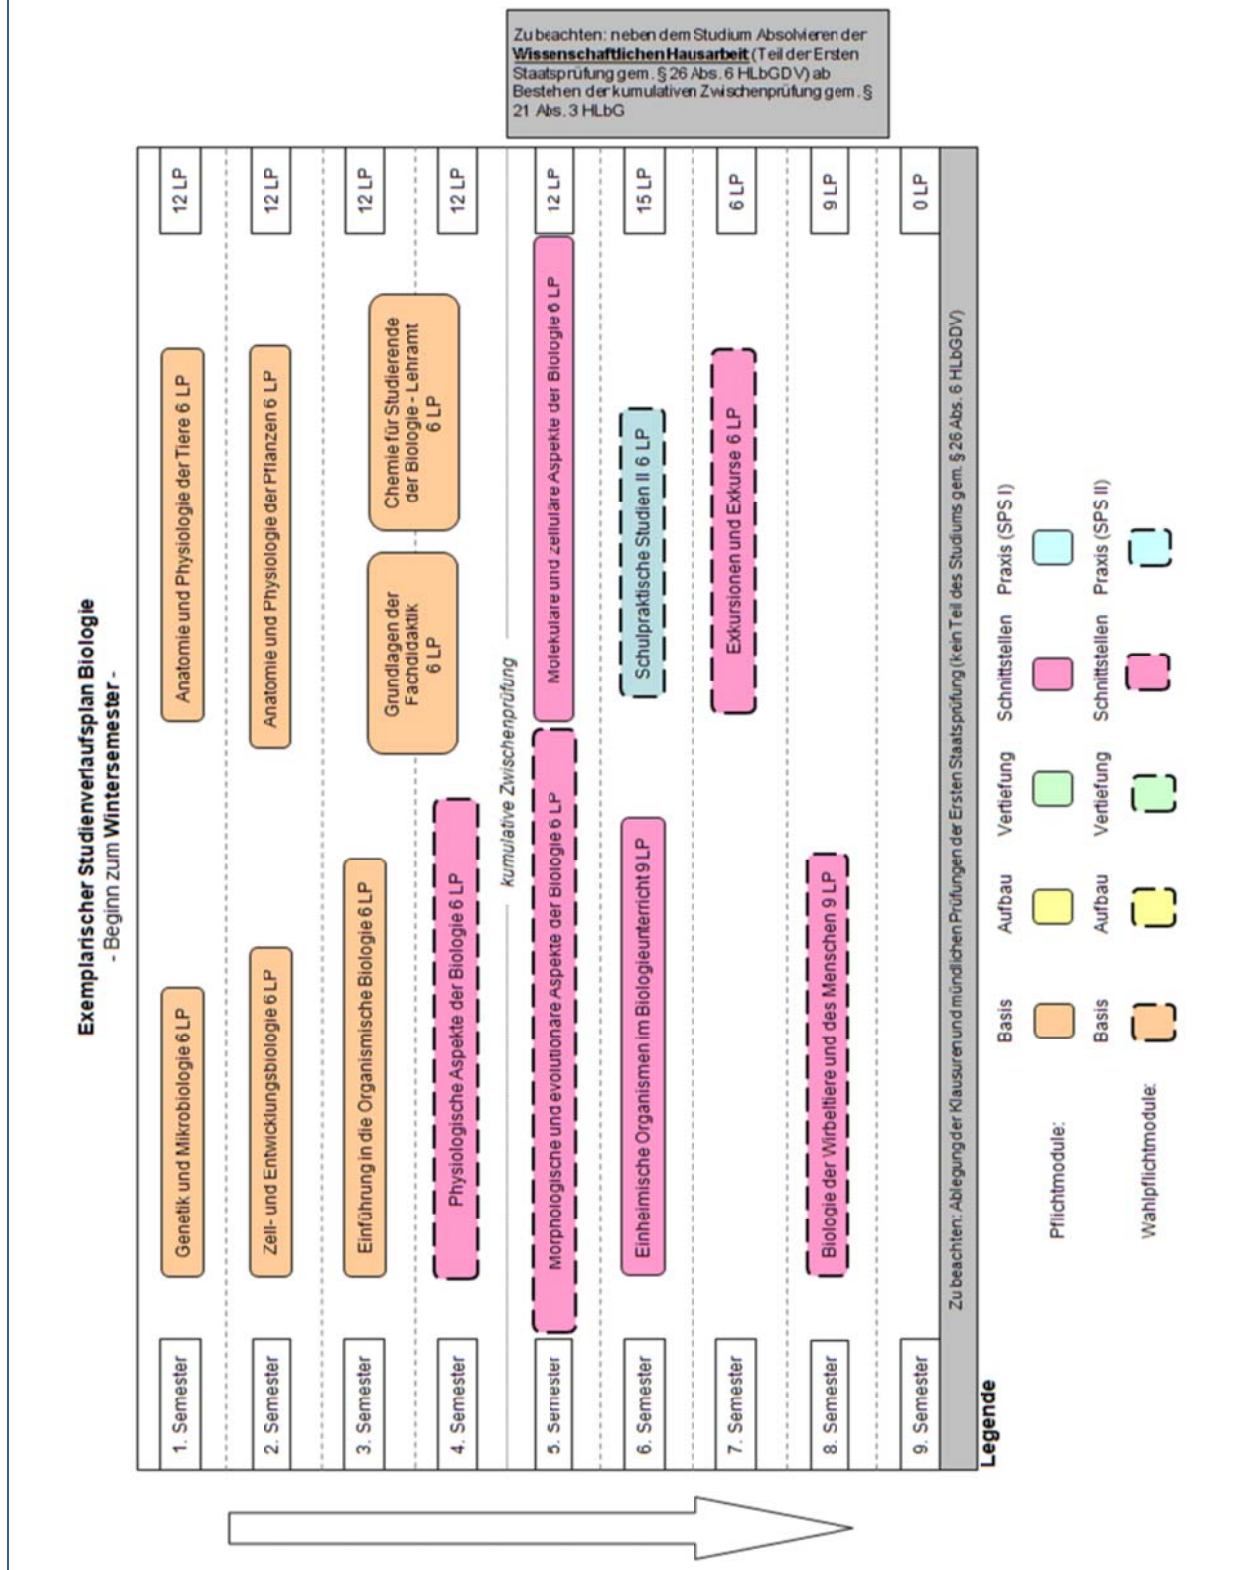 Zu beachten: neben dem Studium Absolvieren der
Wissenschaftlichen Hausarbeit (Teil der Ersten
Staatsprüfung gem. § 26 Abs. 6 HLbGDV) ab
Bestehen der kumulativen Zwischenprüfung gem. §
21 Abs. 3 HLbG
Exemplarischer Studienverlaufsplan Biologie
- Beginn zum Wintersemester -
1. Semester
Genetik und Mikrobiologie 6 LP
Anatomie und Physiologie der Tiere 6 LP
12 LP
2. Semester
Zell- und Entwicklungsbiologie 6 LP
Anatomie und Physiologie der Pflanzen 6 LP
12 LP
3. Semester
Einführung in die Organismische Biologie 6 LP
Grundlagen der
Fachdidaktik
6 LP
Chemie für Studierende
der Biologie - Lehramt
6 LP
12 LP
4. Semester
Physiologische Aspekte der Biologie 6 LP
12 LP
kumulative Zwischenprüfung
5. Semester
Morphologische und evolutionäre Aspekte der Biologie 6 LP
Molekulare und zelluläre Aspekte der Biologie 6 LP
12 LP
6. Semester
Einheimische Organismen im Biologieunterricht 9 LP
Schulpraktische Studien II 6 LP
15 LP
7. Semester
Exkursionen und Exkurse 6 LP
6 LP
8. Semester
Biologie der Wirbeltiere und des Menschen 9 LP
9 LP
9. Semester
0 LP
Zu beachten: Ablegung der Klausuren und mündlichen Prüfungen der Ersten Staatsprüfung (kein Teil des Studiums gem. § 26 Abs. 6 HLbGDV)
Legende
Basis Aufbau Vertiefung Schnittstellen Praxis (SPS I)
Pflichtmodule:
Basis Aufbau Vertiefung Schnittstellen Praxis (SPS II)
Wahlpflichtmodule: